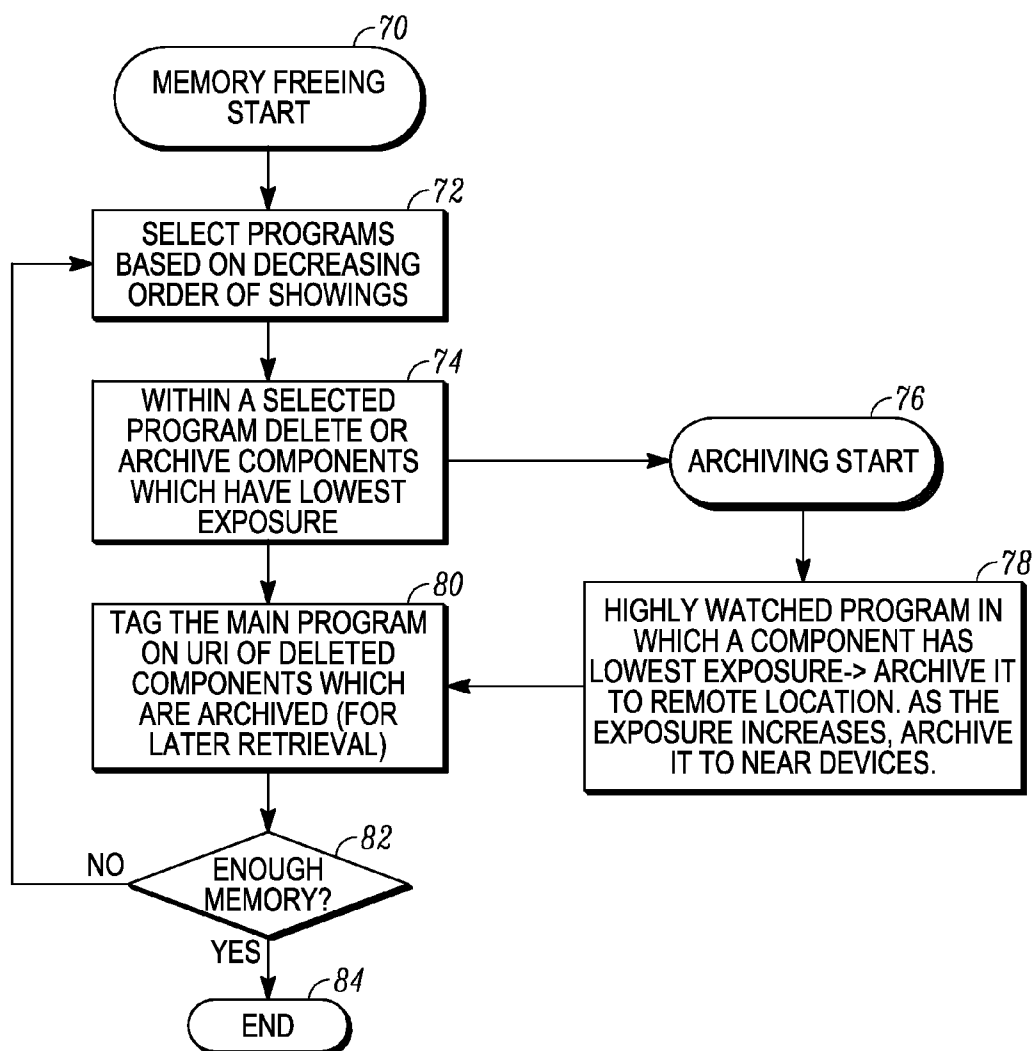 70
MEMORY FREEING
START
72
SELECT PROGRAMS
BASED ON DECREASING
ORDER OF SHOWINGS
74
WITHIN A SELECTED
PROGRAM DELETE OR
ARCHIVE COMPONENTS
WHICH HAVE LOWEST
EXPOSURE
76
ARCHIVING START
78
HIGHLY WATCHED PROGRAM IN
WHICH A COMPONENT HAS
LOWEST EXPOSURE-> ARCHIVE IT
TO REMOTE LOCATION. AS THE
EXPOSURE INCREASES, ARCHIVE
IT TO NEAR DEVICES.
80
TAG THE MAIN PROGRAM
ON URI OF DELETED
COMPONENTS WHICH
ARE ARCHIVED (FOR
LATER RETRIEVAL)
82
NO
ENOUGH
MEMORY?
YES
84
END